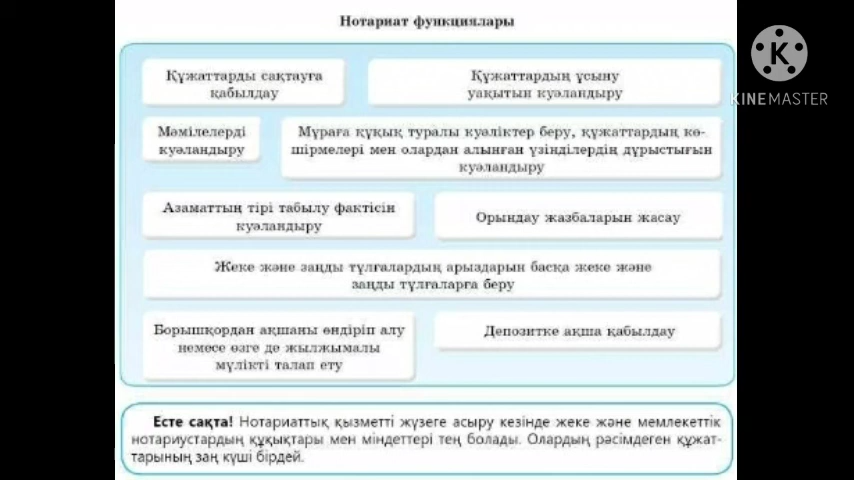 Нотариат функциялары
Құжаттарды сақтауға
қабылдау
Құжаттардың ұсыну
уақытын куәландыру
Мәмілелерді
куәландыру
Мұраға құқық туралы куәліктер беру, құжаттардың кө-
шірмелері мен олардан алынған үзінділердің дұрыстығын
куәландыру
Азаматтың тірі табылу фактісін
куәландыру
Орындау жазбаларын жасау
Жеке және заңды тұлғалардың арыздарын басқа жеке және
заңды тұлғаларға беру
Борышқордан ақшаны өндіріп алу
немесе өзге де жылжымалы
мүлікті талап ету
Депозитке ақша қабылдау
Есте сақта! Нотариаттық қызметті жүзеге асыру кезінде жеке және мемлекеттік
нотариустардың құқықтары мен міндеттері тең болады. Олардың рәсімдеген құжат-
тарының заң күші бірдей.
K
KINEMASTER